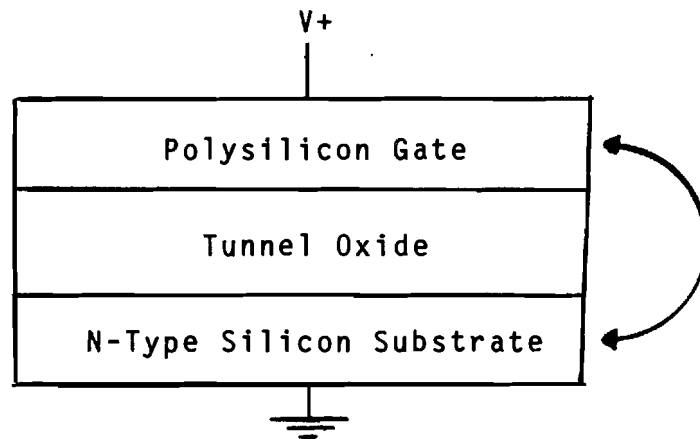 V+
Polysilicon Gate
Tunnel Oxide
N-Type Silicon Substrate